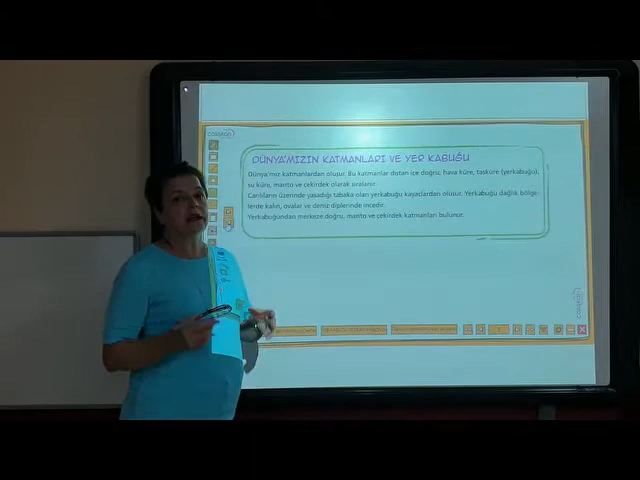 DÜNYA'MIZIN KATMANLARI VE YER KABUĞU
Dünya'mız katmanlardan oluşur. Bu katmanlar dıştan içe doğru; hava küre, taşküre (yerkabuğu),
su küre, manto ve çekirdek olarak sıralanır.
Canlıların üzerinde yaşadığı tabaka olan yerkabuğu kayaçlardan oluşur. Yerkabuğu dağlık bölge-
lerde kalın, ovalar ve deniz diplerinde incedir.
Yerkabuğundan merkeze doğru, manto ve çekirdek katmanları bulunur.